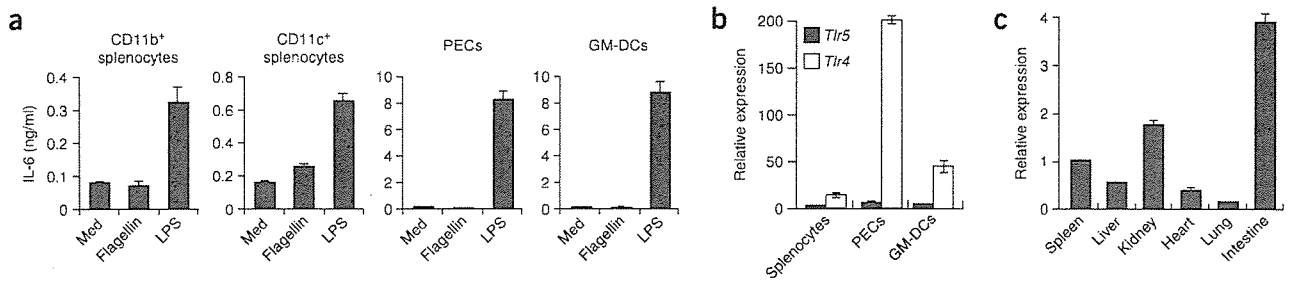 a
CD11b+
splenocytes
CD11c+
splenocytes
PECs
GM-DCs
IL-6 (ng/ml)
0.4
0.3
0.2
0.1
0
Med
Flagellin
LPS
0.8
0.6
0.4
0.2
0
Med
Flagellin
LPS
10
8
6
4
2
0
Med
Flagellin
LPS
10
8
6
4
2
0
Med
Flagellin
LPS
b
Relative expression
200
150
100
50
0
Tlr5
Tlr4
Splenocytes
PECs
GM-DCs
c
Relative expression
4
3
2
1
0
Spleen
Liver
Kidney
Heart
Lung
Intestine